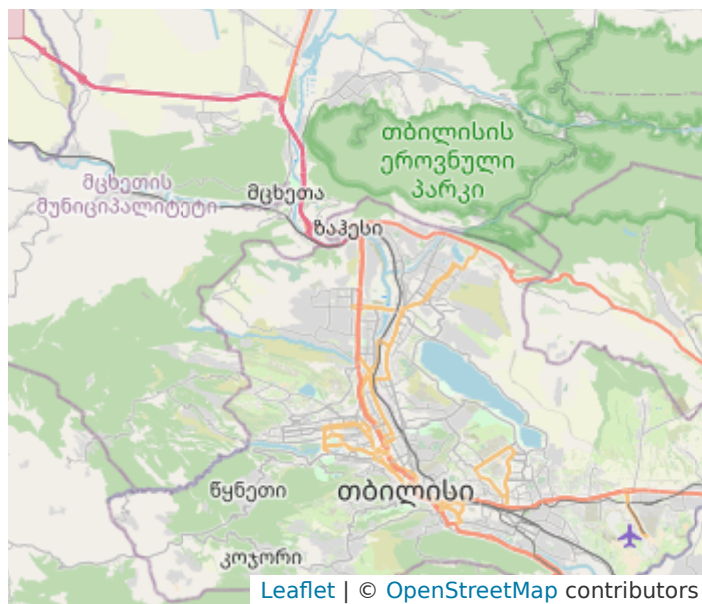 თბილისის
ეროვნული
პარკი
მცხეთის
მუნიციპალიტეტი
მცხეთა
ზაჰესი
წყნეთი
თბილისი
კოჯორი
Leaflet | © OpenStreetMap contributors